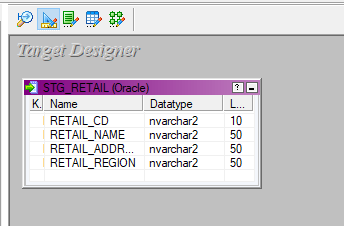 Target Designer
STG_RETAIL (Oracle)
K. Name Datatype L...
RETAIL_CD nvarchar2 10
RETAIL_NAME nvarchar2 50
RETAIL_ADDR... nvarchar2 50
RETAIL_REGION nvarchar2 50